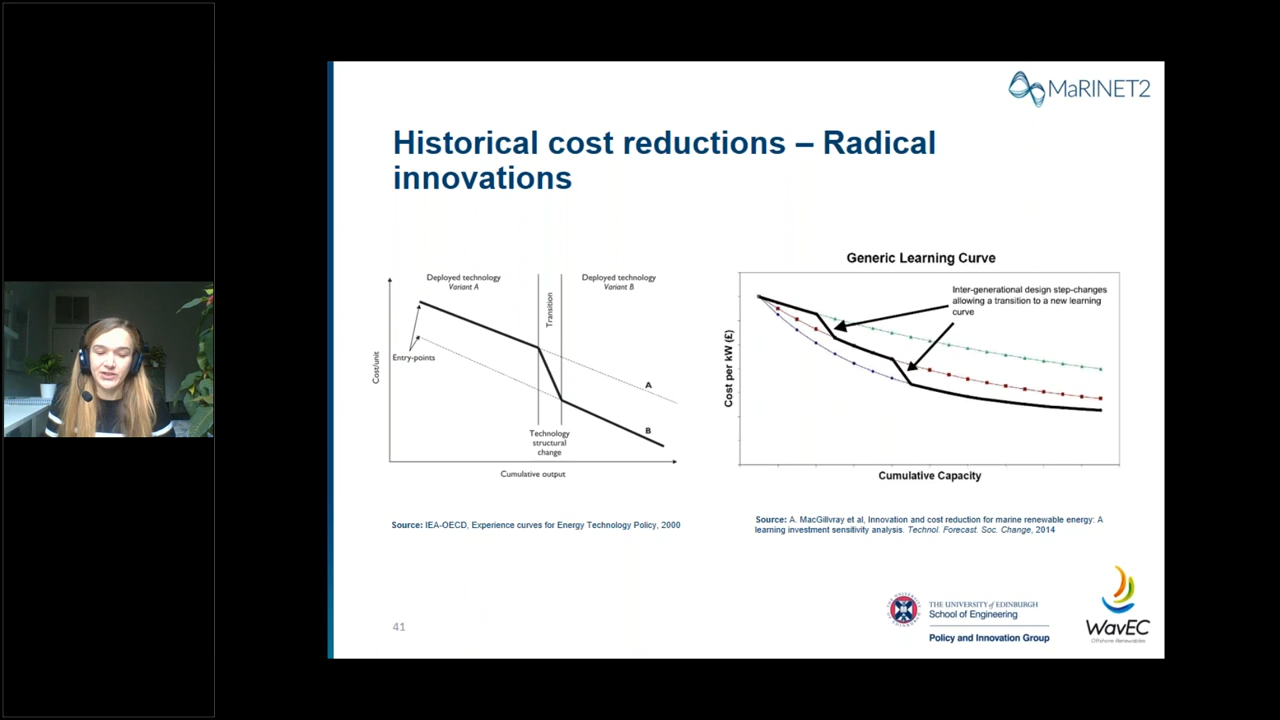 MaRINET2
Historical cost reductions – Radical
innovations
Deployed technology
Variant A
Transition
Deployed technology
Variant B
Entry-points
Cost/unit
A
B
Technology
structural
change
Cumulative output
Source: IEA-OECD, Experience curves for Energy Technology Policy, 2000
Generic Learning Curve
Inter-generational design step-changes
allowing a transition to a new learning
curve
Cost per kW (£)
Cumulative Capacity
Source: A. MacGillivray et al, Innovation and cost reduction for marine renewable energy: A
learning investment sensitivity analysis. Technol. Forecast. Soc. Change, 2014
41
THE UNIVERSITY of EDINBURGH
School of Engineering
Policy and Innovation Group
WavEC
Offshore Renewables